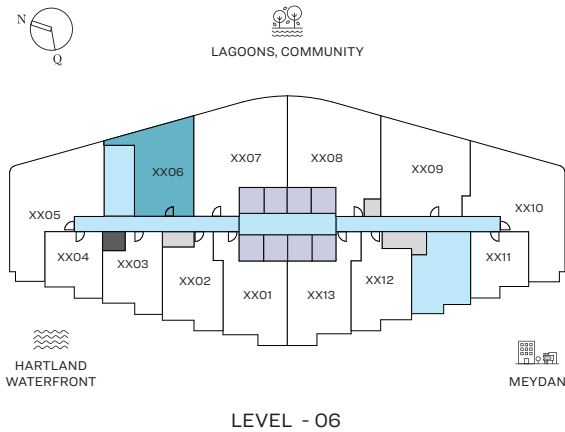 N
Q
LAGOONS, COMMUNITY
XX06
XX07
XX08
XX09
XX05
XX10
XX04
XX03
XX02
XX01
XX13
XX12
XX11
HARTLAND
WATERFRONT
MEYDAN
LEVEL - 06